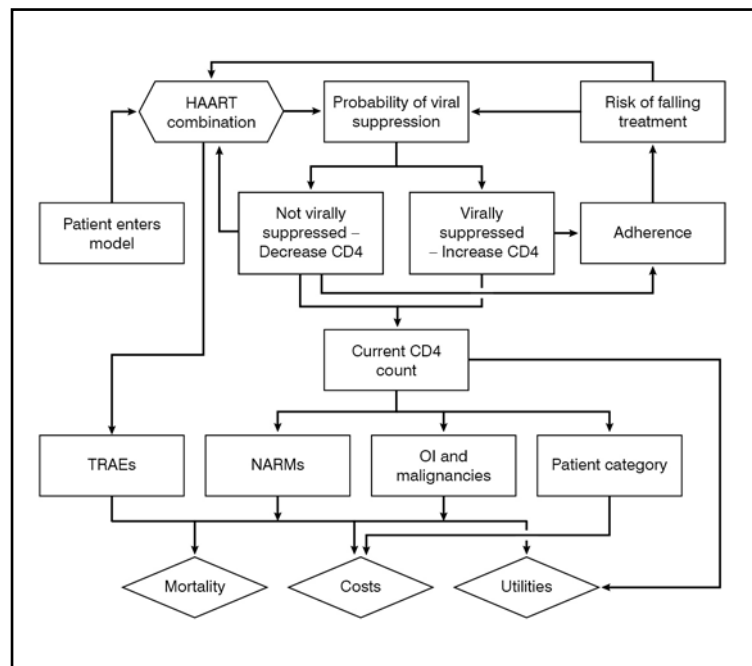 HAART
combination
Probability of viral
suppression
Risk of falling
treatment
Patient enters
model
Not virally
suppressed –
Decrease CD4
Virally
suppressed
– Increase CD4
Adherence
Current CD4
count
TRAEs
NARMs
OI and
malignancies
Patient category
Mortality
Costs
Utilities